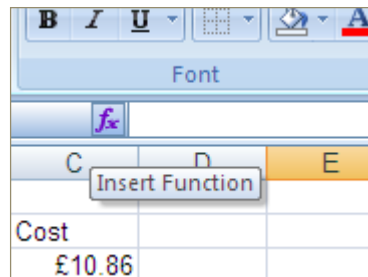 B I U A
Font
fx
C D E
Insert Function
Cost
£10.86